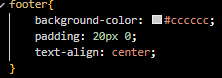 footer{
background-color: #cccccc;
padding: 20px 0;
text-align: center;
}